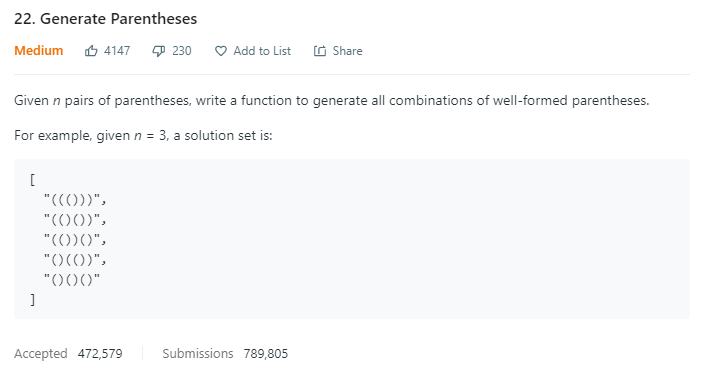 22. Generate Parentheses
Medium 4147 230 Add to List Share
Given n pairs of parentheses, write a function to generate all combinations of well-formed parentheses.
For example, given n = 3, a solution set is:
[
  "((()))",
  "(()())",
  "(())()",
  "()(())",
  "()()()"
]
Accepted 472,579 Submissions 789,805